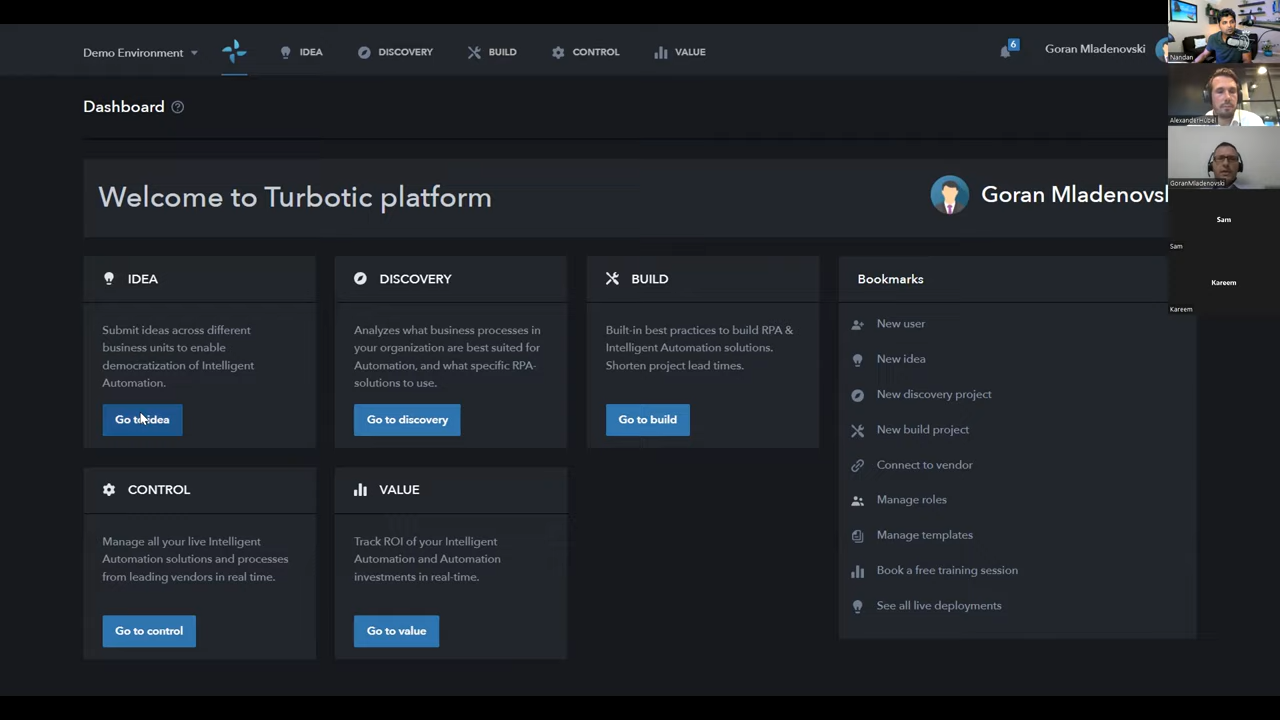 Demo Environment
IDEA
DISCOVERY
BUILD
CONTROL
VALUE
6
Goran Mladenovski
Dashboard
Welcome to Turbotic platform
Goran Mladenovsk
IDEA
Submit ideas across different
business units to enable
democratization of Intelligent
Automation.
Go to idea
DISCOVERY
Analyzes what business processes in
your organization are best suited for
Automation, and what specific RPA-
solutions to use.
Go to discovery
BUILD
Built-in best practices to build RPA &
Intelligent Automation solutions.
Shorten project lead times.
Go to build
CONTROL
Manage all your live Intelligent
Automation solutions and processes
from leading vendors in real time.
Go to control
VALUE
Track ROI of your Intelligent
Automation and Automation
investments in real-time.
Go to value
Bookmarks
New user
New idea
New discovery project
New build project
Connect to vendor
Manage roles
Manage templates
Book a free training session
See all live deployments
Nandan
AlexanderHübel
GoranMladenovski
Sam
Sam
Kareem
Kareem